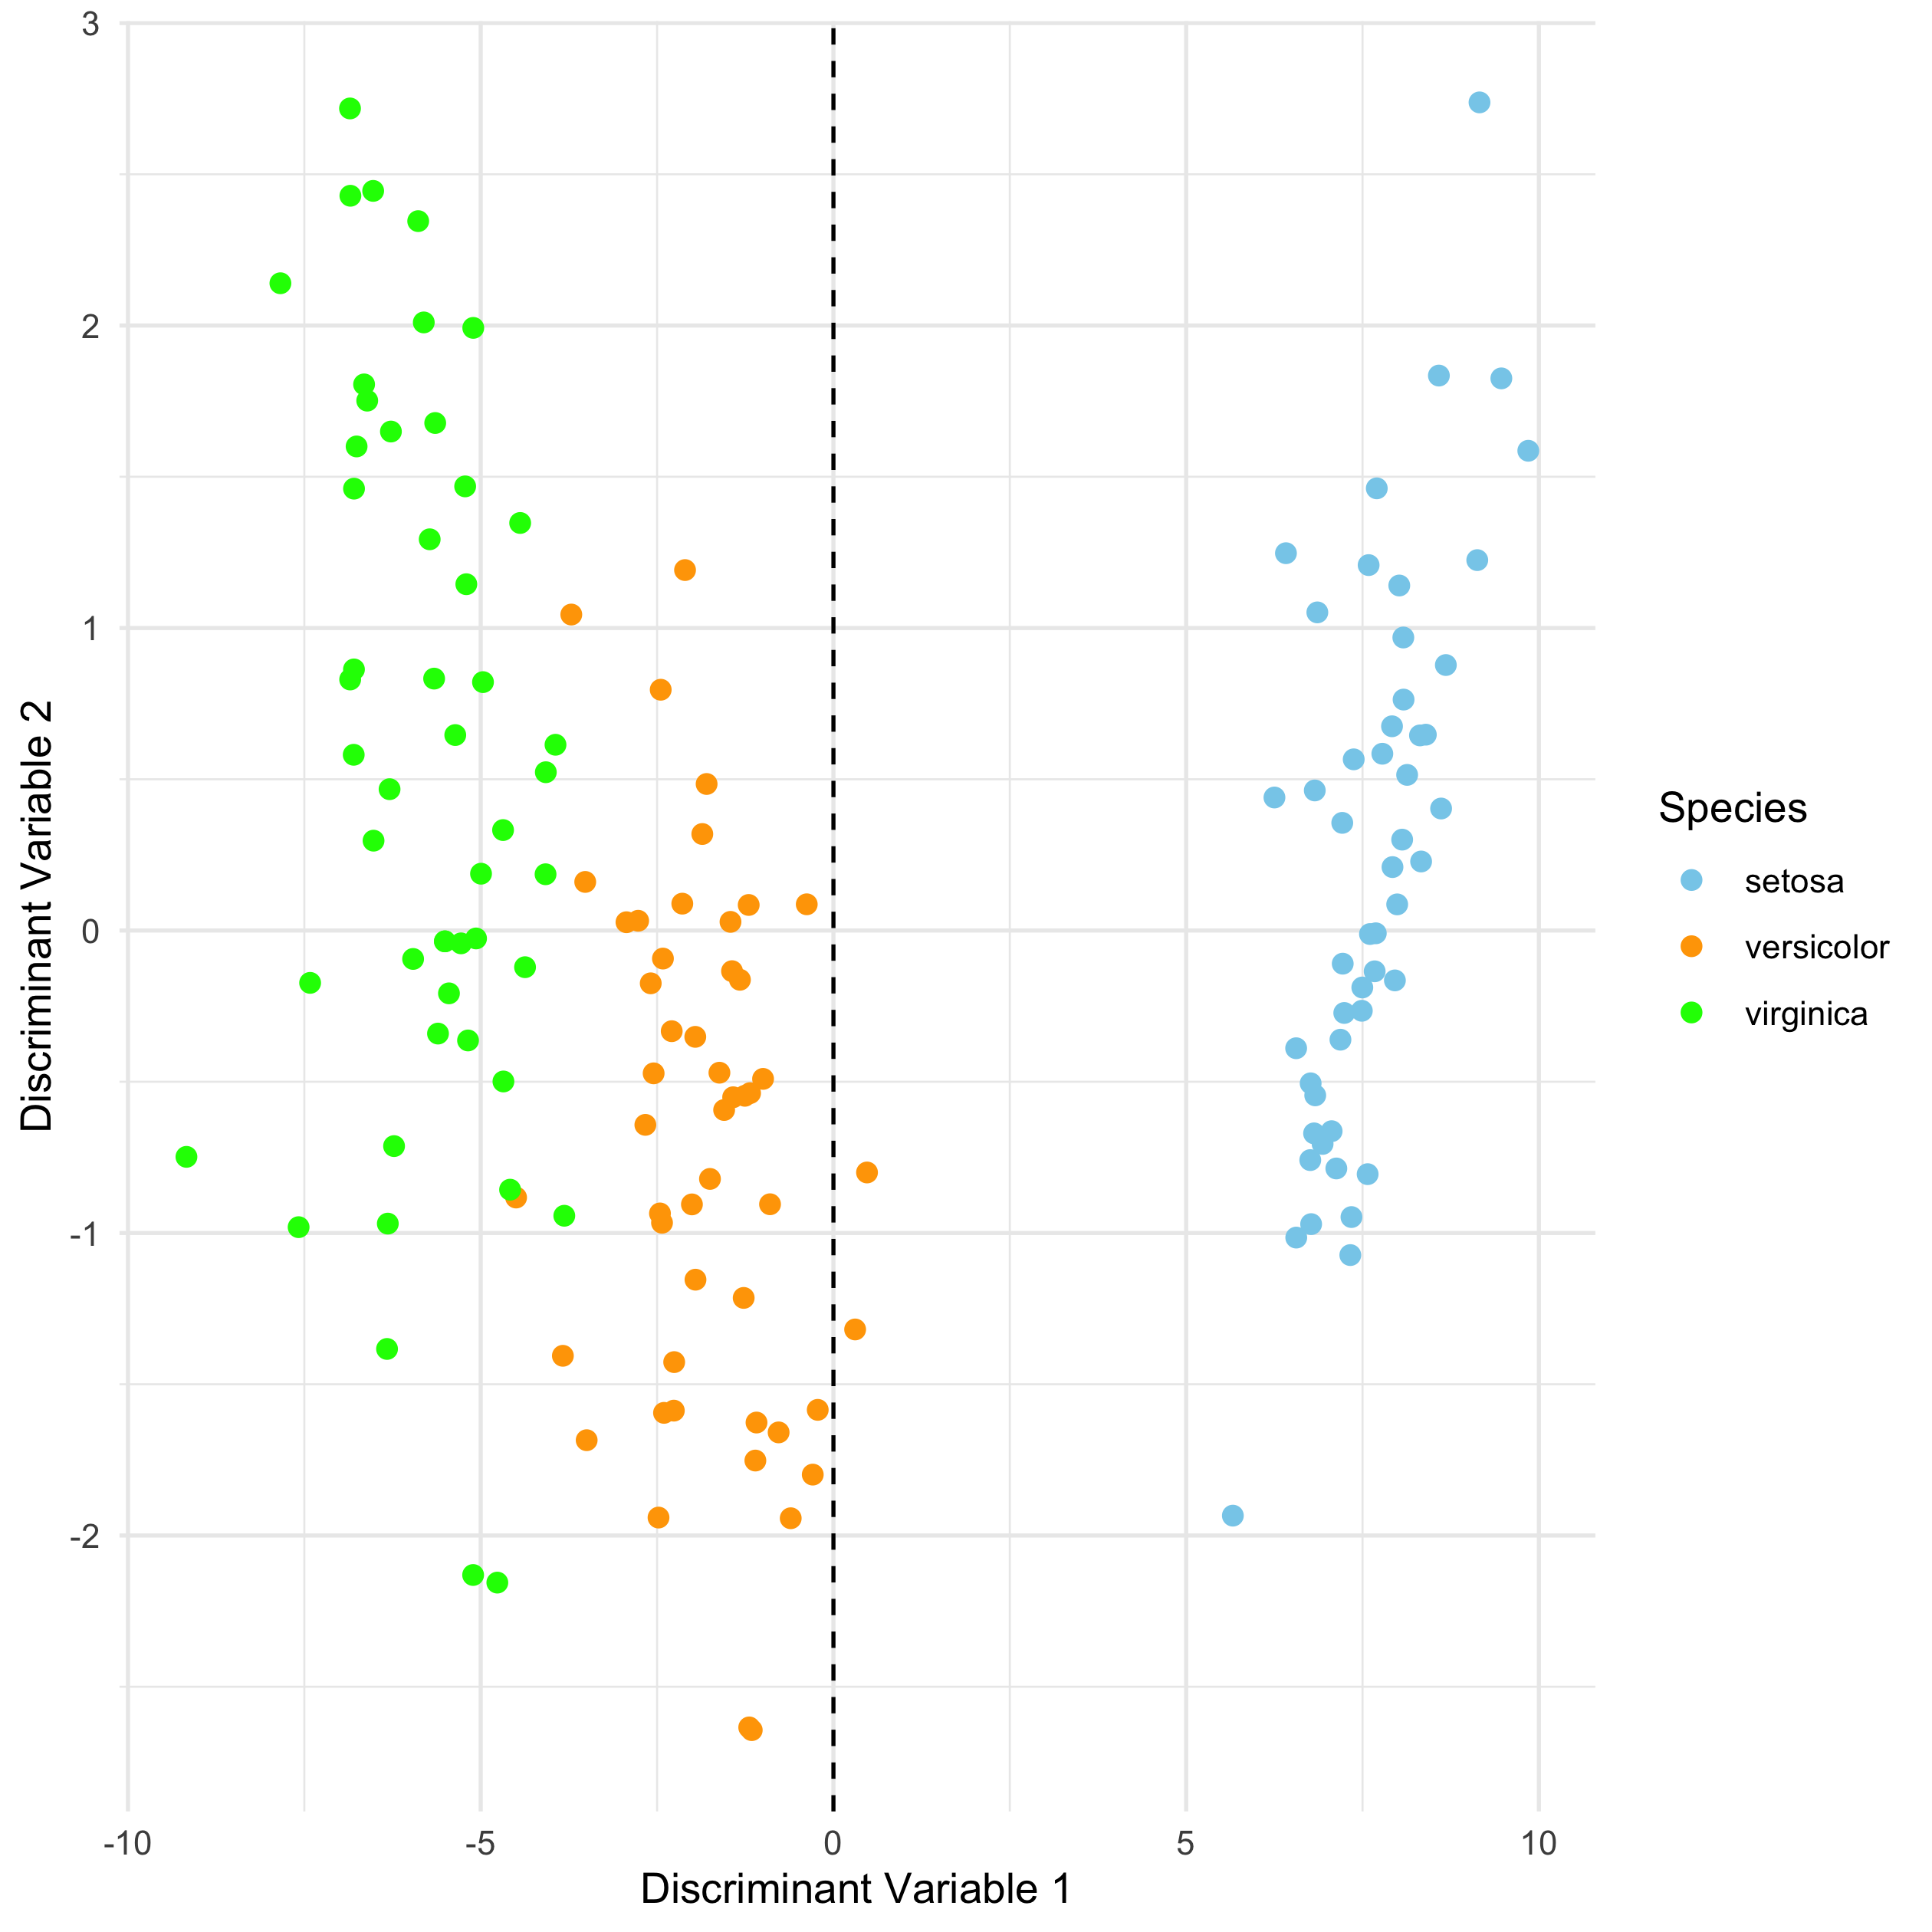 3
2
1
0
-1
-2
Discriminant Variable 2
-10 -5 0 5 10
Discriminant Variable 1
Species
setosa
versicolor
virginica